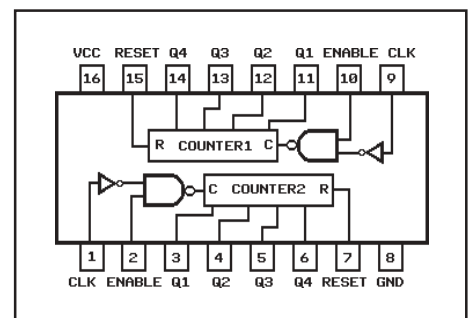 VCC RESET Q4 Q3 Q2 Q1 ENABLE CLK
16 15 14 13 12 11 10 9
R COUNTER1 C
C COUNTER2 R
1 2 3 4 5 6 7 8
CLK ENABLE Q1 Q2 Q3 Q4 RESET GND